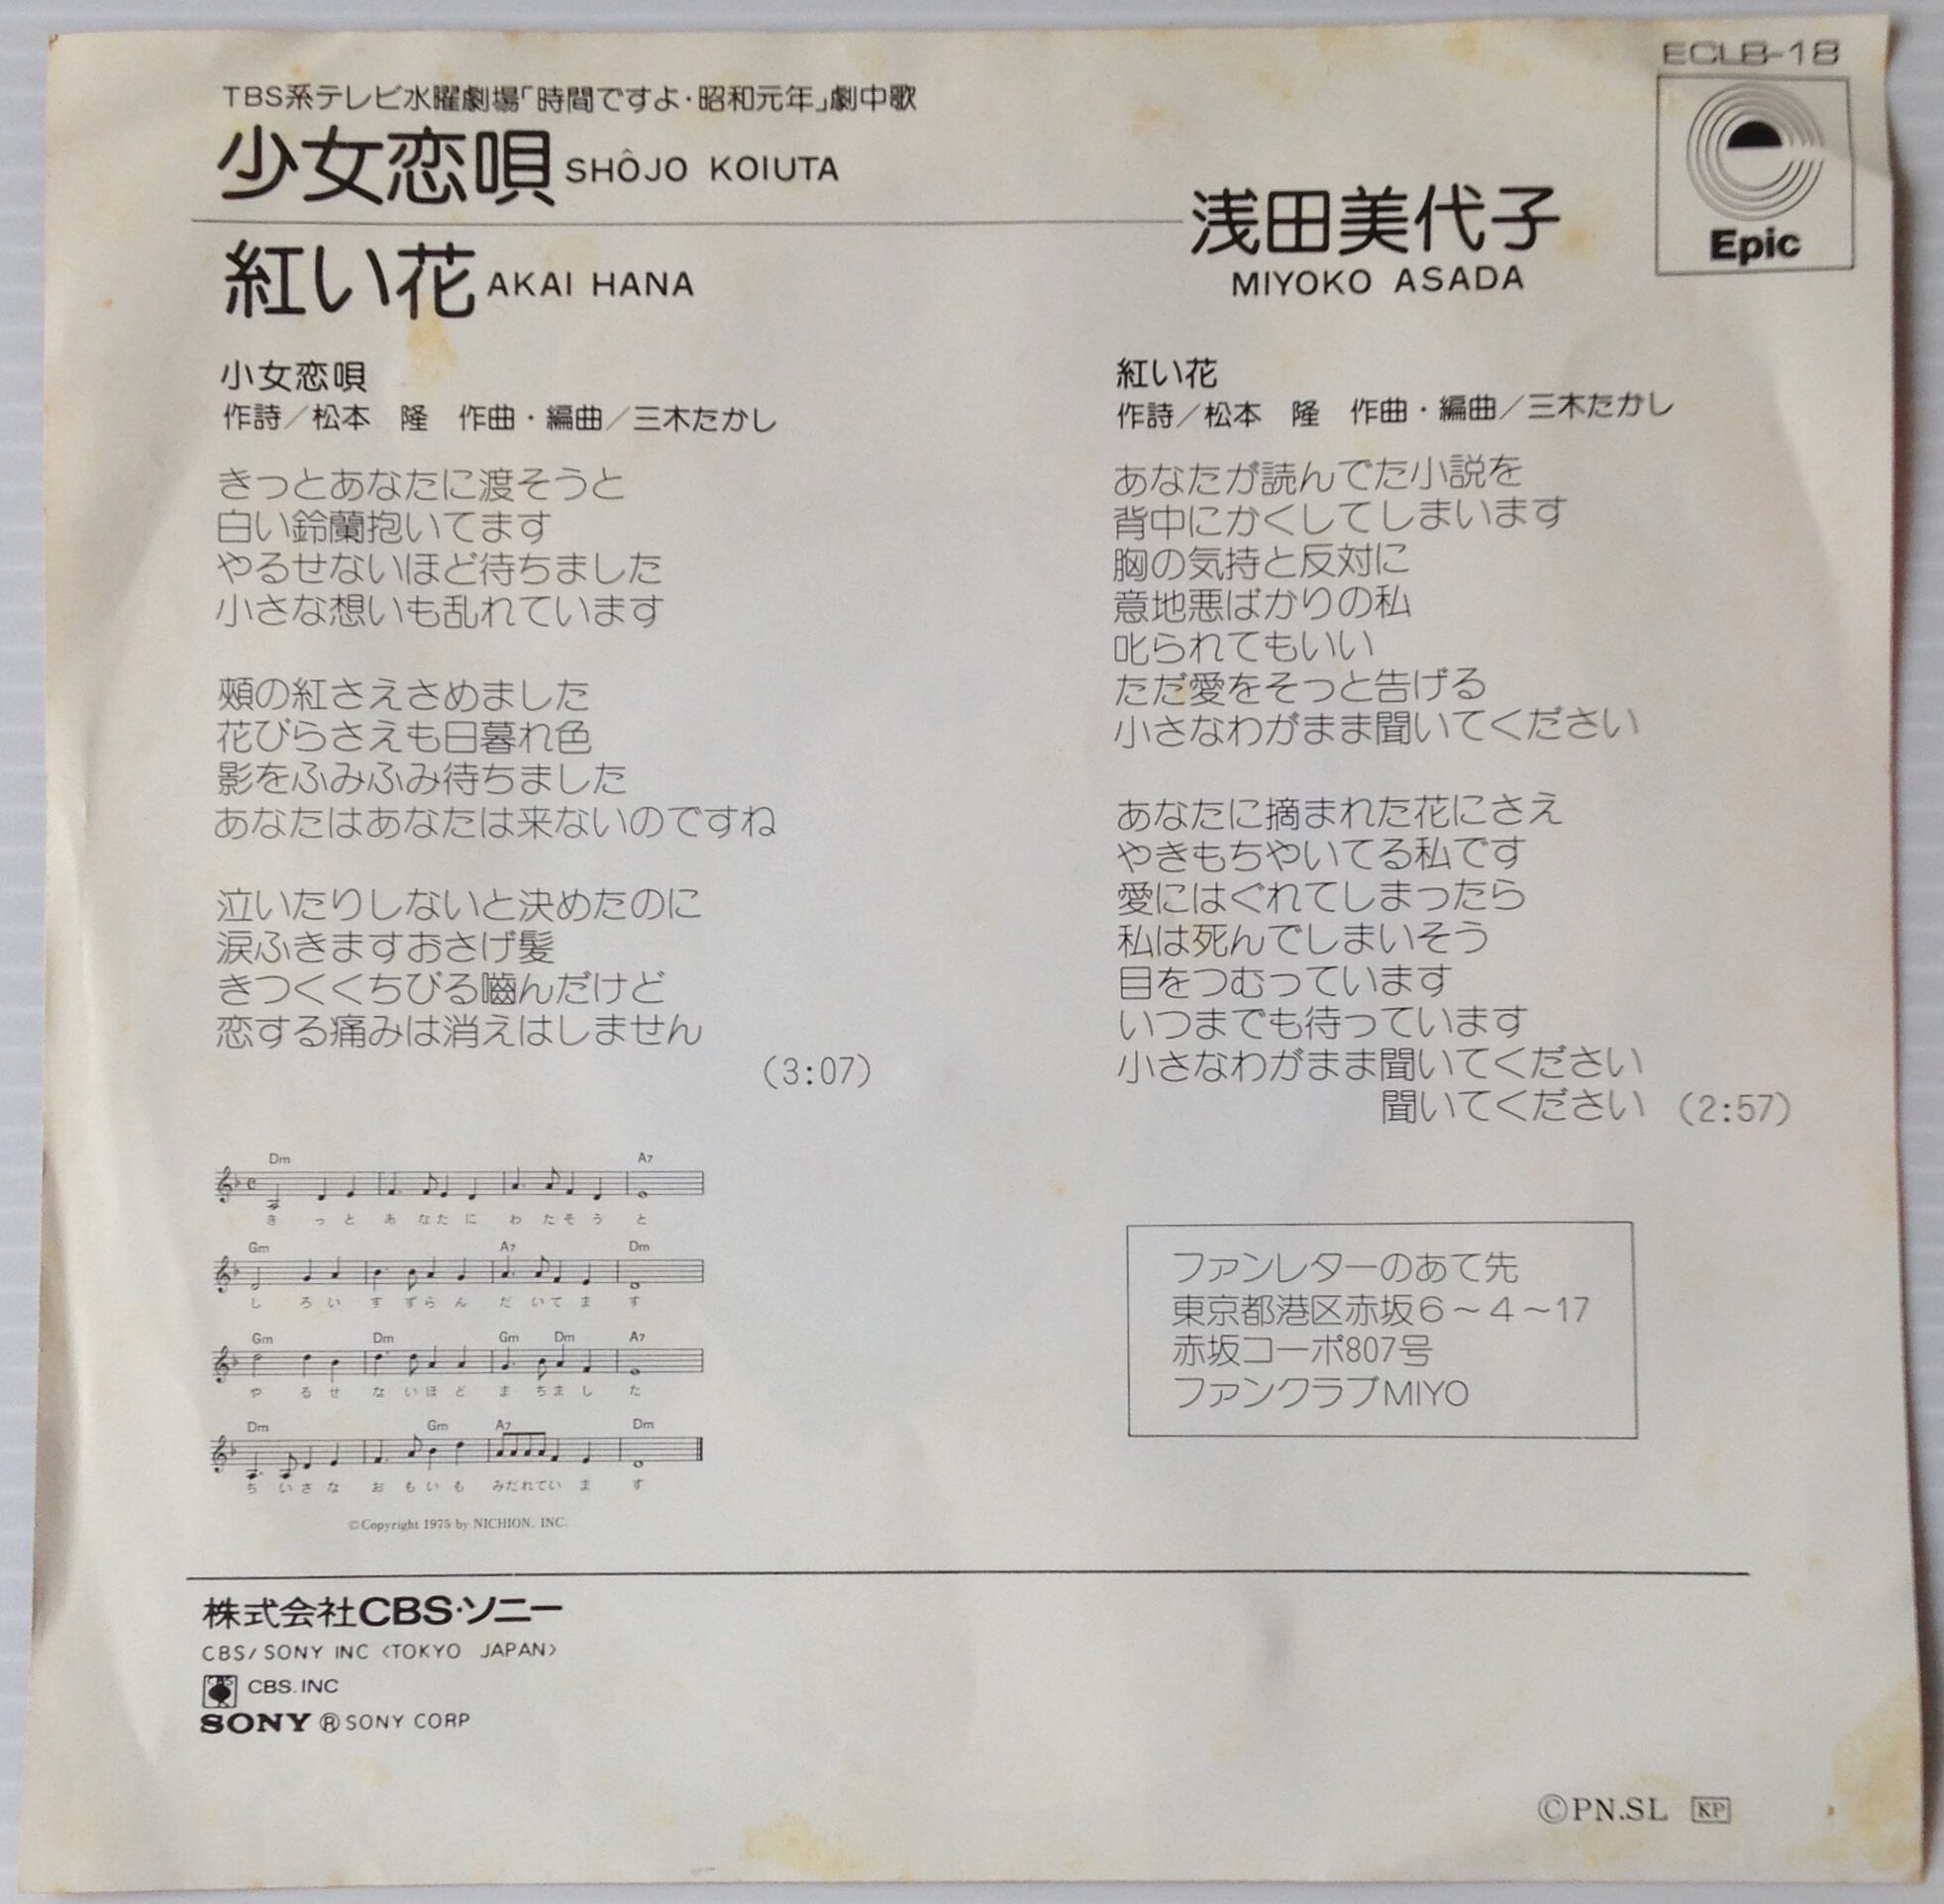 ECLB-18
TBS系テレビ水曜劇場「時間ですよ・昭和元年」劇中歌
少女恋唄 SHÔJO KOIUTA
浅田美代子
MIYOKO ASADA
Epic
紅い花 AKAI HANA
少女恋唄
作詩／松本 隆 作曲・編曲／三木たかし
きっとあなたに渡そうと
白い鈴蘭抱いてます
やるせないほど待ちました
小さな想いも乱れています
頰の紅さえさめました
花びらさえも日暮れ色
影をふみふみ待ちました
あなたはあなたは来ないのですね
泣いたりしないと決めたのに
涙ふきますおさげ髪
きつくくちびる嚙んだけど
恋する痛みは消えはしません
(3:07)
紅い花
作詩／松本 隆 作曲・編曲／三木たかし
あなたが読んでた小説を
背中にかくしてしまいます
胸の気持と反対に
意地悪ばかりの私
叱られてもいい
ただ愛をそっと告げる
小さなわがまま聞いてください
あなたに摘まれた花にさえ
やきもちやいてる私です
愛にはぐれてしまったら
私は死んでしまいそう
目をつむっています
いつまでも待っています
小さなわがまま聞いてください
聞いてください (2:57)
Dm A7
き っ と あ な た に わ た そ う と
Gm A7 Dm
し ろ い す ず ら ん だ い て ま す
Gm Dm Gm Dm A7
や る せ な い ほ ど ま ち ま し た
Dm Gm A7 Dm
ち い さ な お も い も み だ れ て い ま す
©Copyright 1975 by NICHION. INC.
ファンレターのあて先
東京都港区赤坂６～４～17
赤坂コーポ807号
ファンクラブMIYO
株式会社CBS・ソニー
CBS/SONY INC <TOKYO JAPAN>
CBS CBS.INC
SONY ® SONY CORP
©PN.SL KP